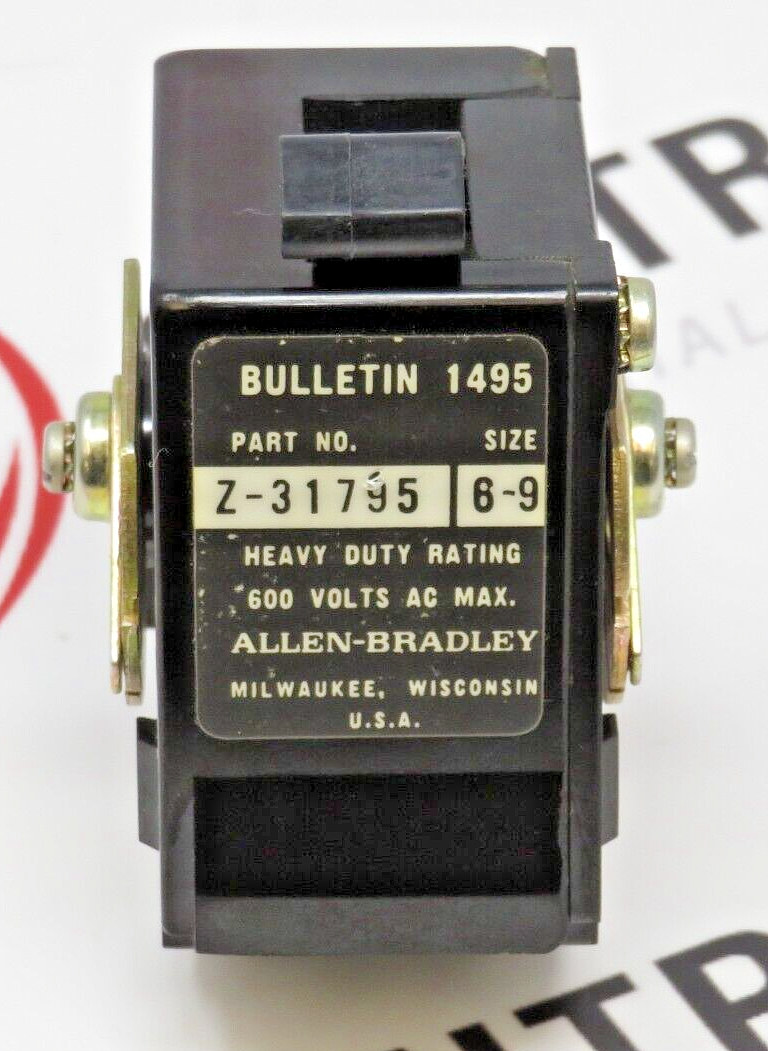 BULLETIN 1495
PART NO. SIZE
Z-31795 6-9
HEAVY DUTY RATING
600 VOLTS AC MAX.
ALLEN-BRADLEY
MILWAUKEE, WISCONSIN
U.S.A.